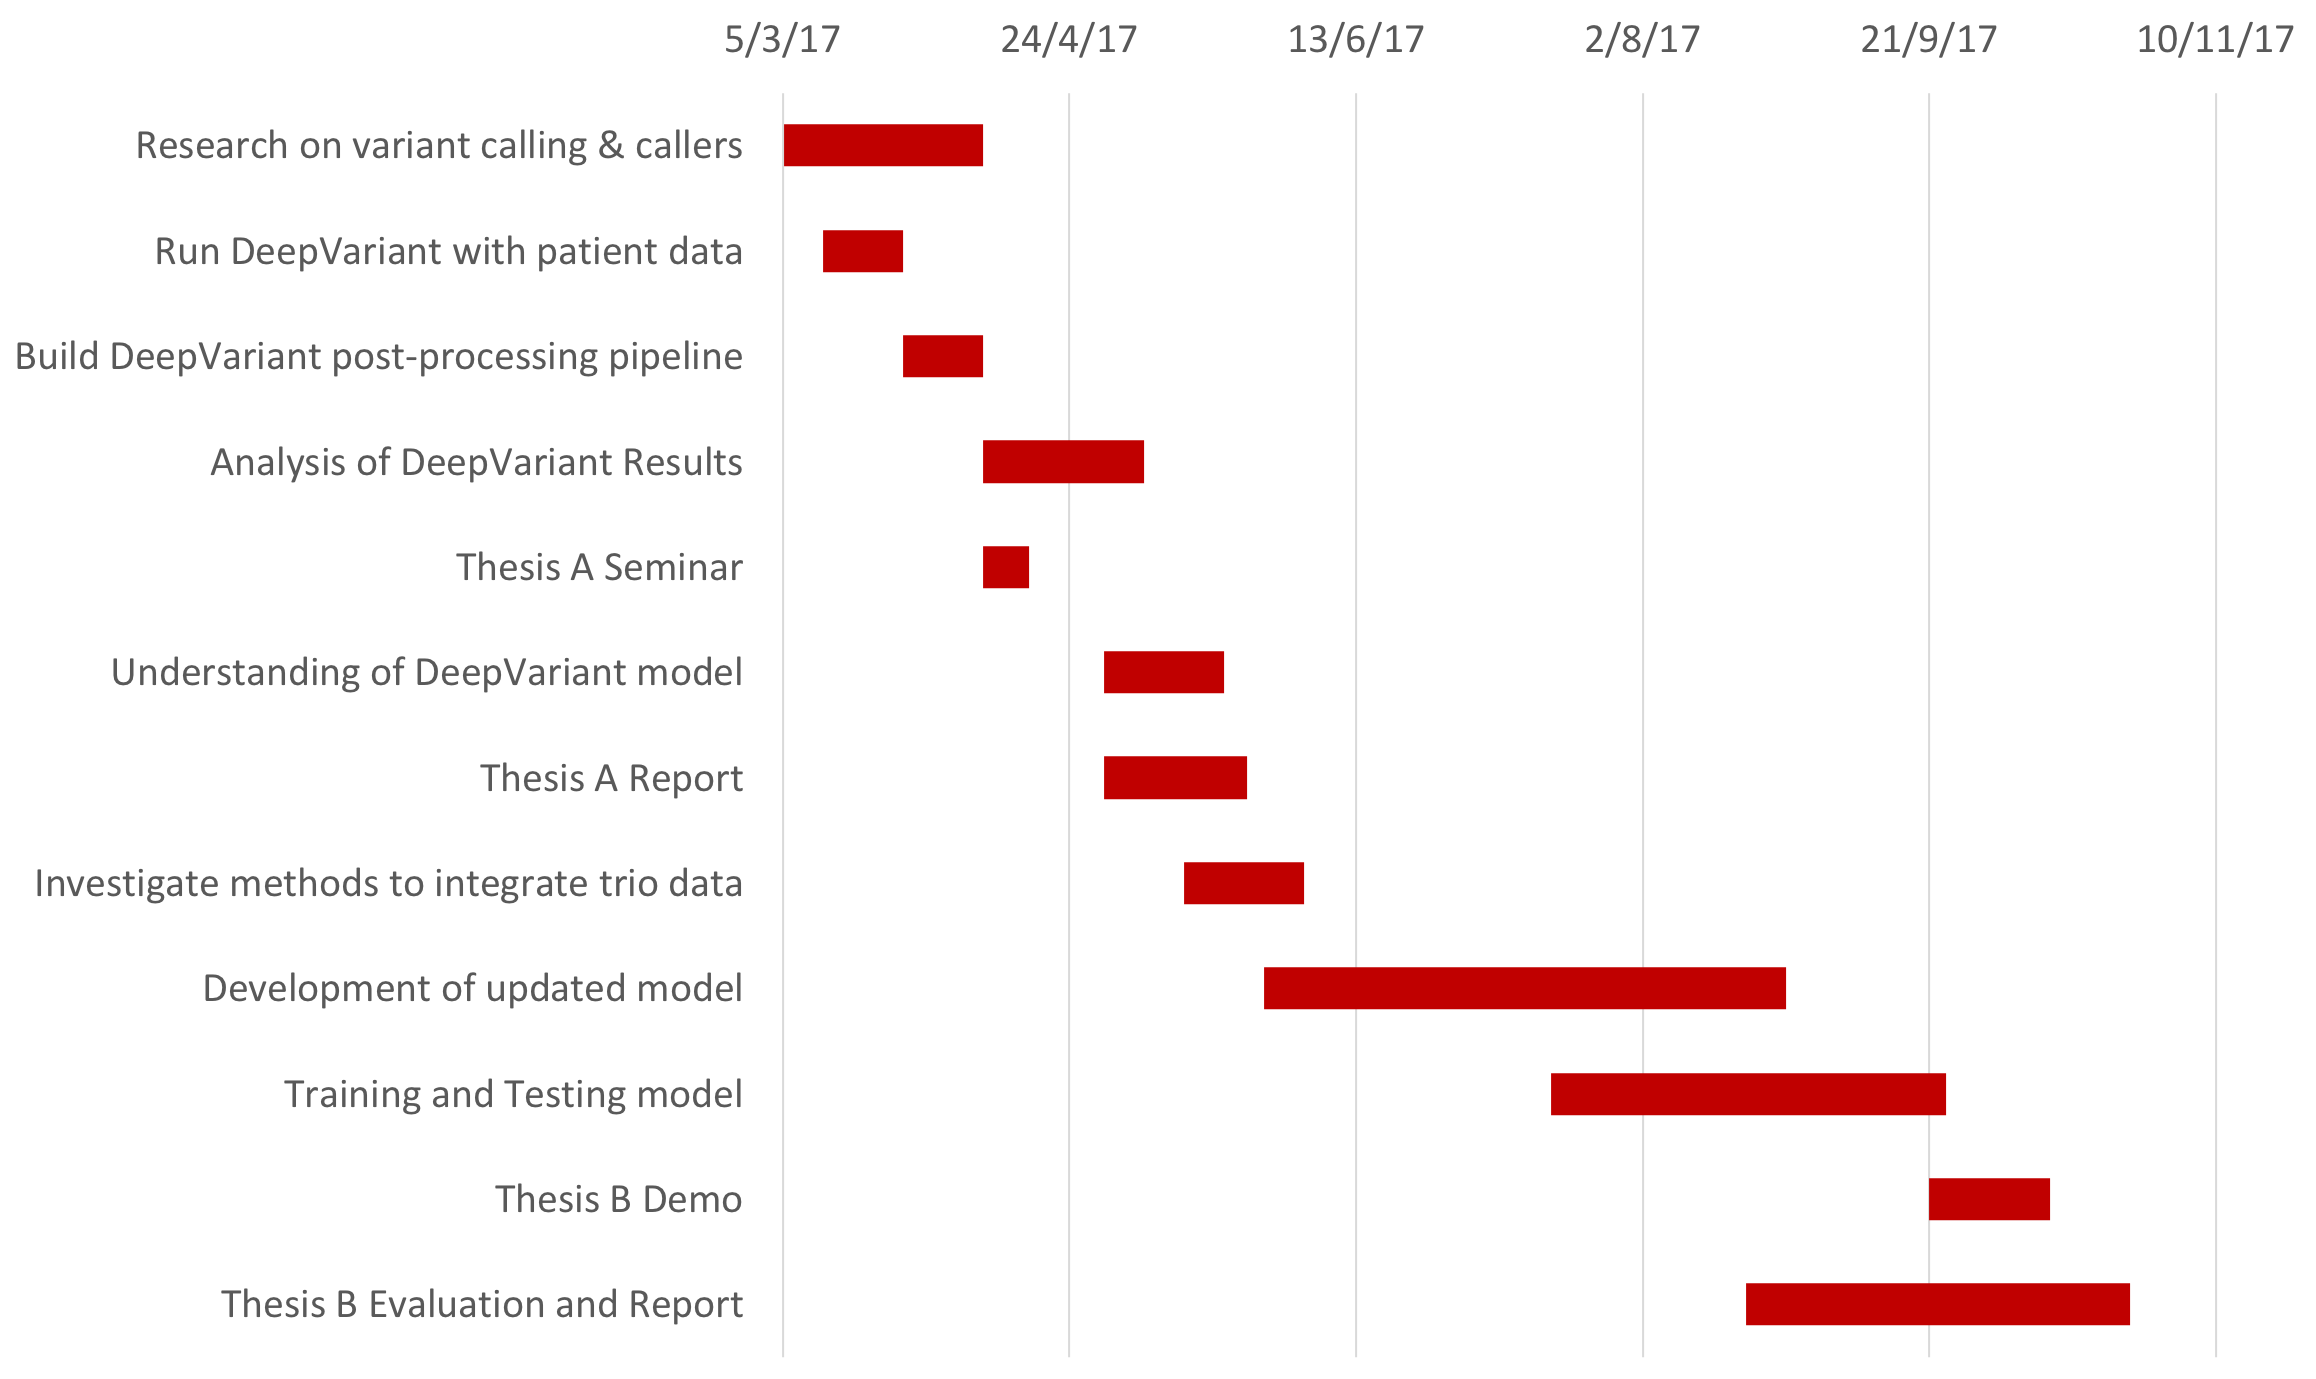 5/3/17 24/4/17 13/6/17 2/8/17 21/9/17 10/11/17
Research on variant calling & callers
Run DeepVariant with patient data
Build DeepVariant post-processing pipeline
Analysis of DeepVariant Results
Thesis A Seminar
Understanding of DeepVariant model
Thesis A Report
Investigate methods to integrate trio data
Development of updated model
Training and Testing model
Thesis B Demo
Thesis B Evaluation and Report